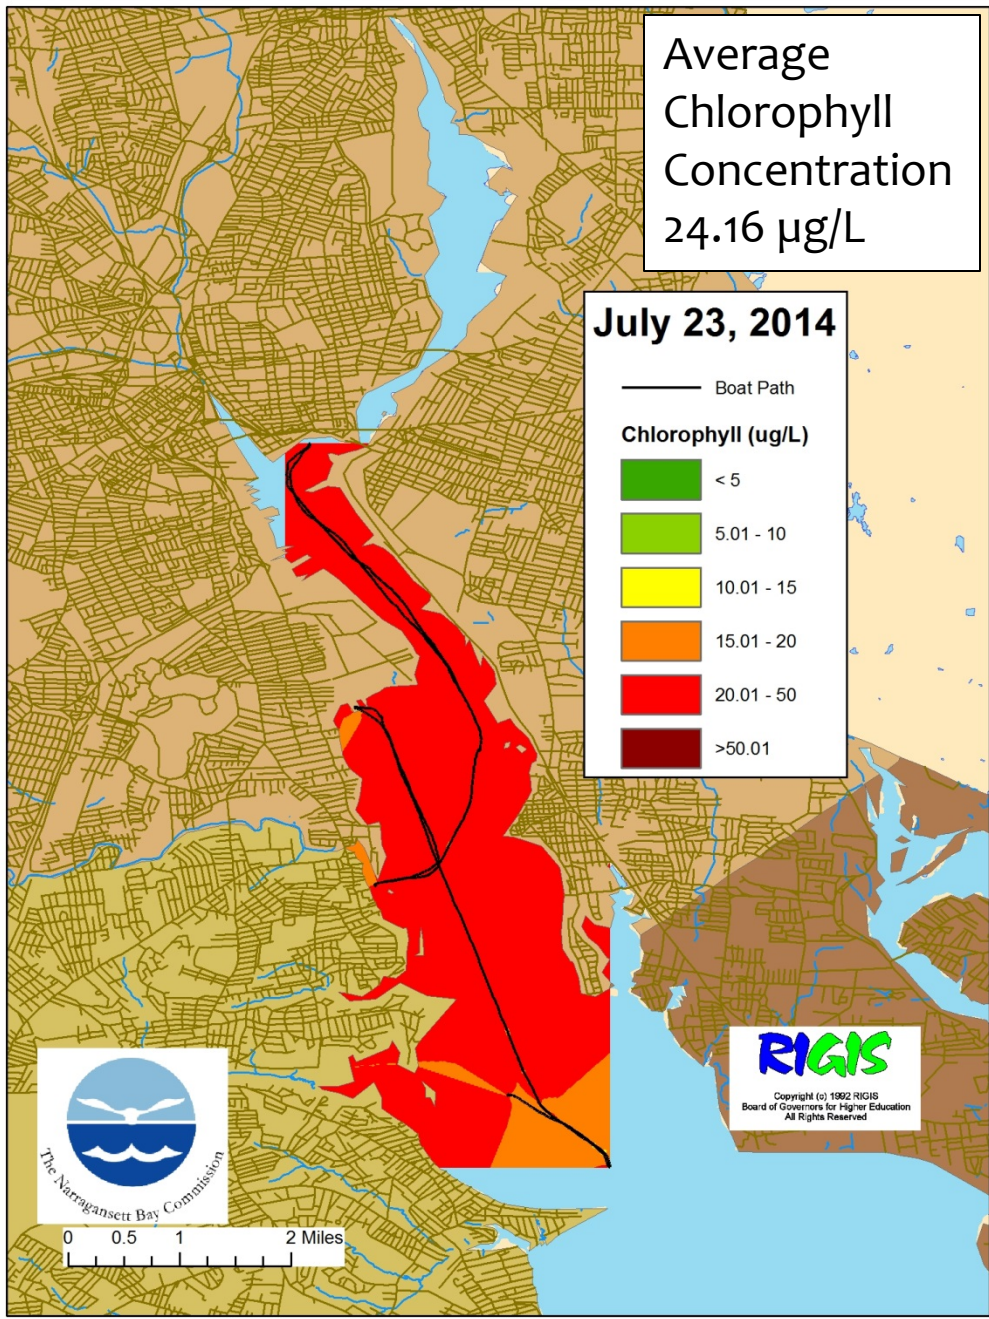 Average
Chlorophyll
Concentration
24.16 µg/L
July 23, 2014
Boat Path
Chlorophyll (ug/L)
< 5
5.01 - 10
10.01 - 15
15.01 - 20
20.01 - 50
>50.01
RIGIS
Copyright (c) 1992 RIGIS
Board of Governors for Higher Education
All Rights Reserved
The Narragansett Bay Commission
0 0.5 1 2 Miles